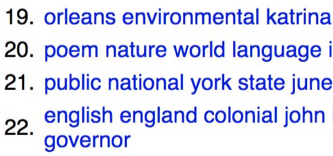 19. orleans environmental katrina
20. poem nature world language i
21. public national york state june
22. english england colonial john
governor